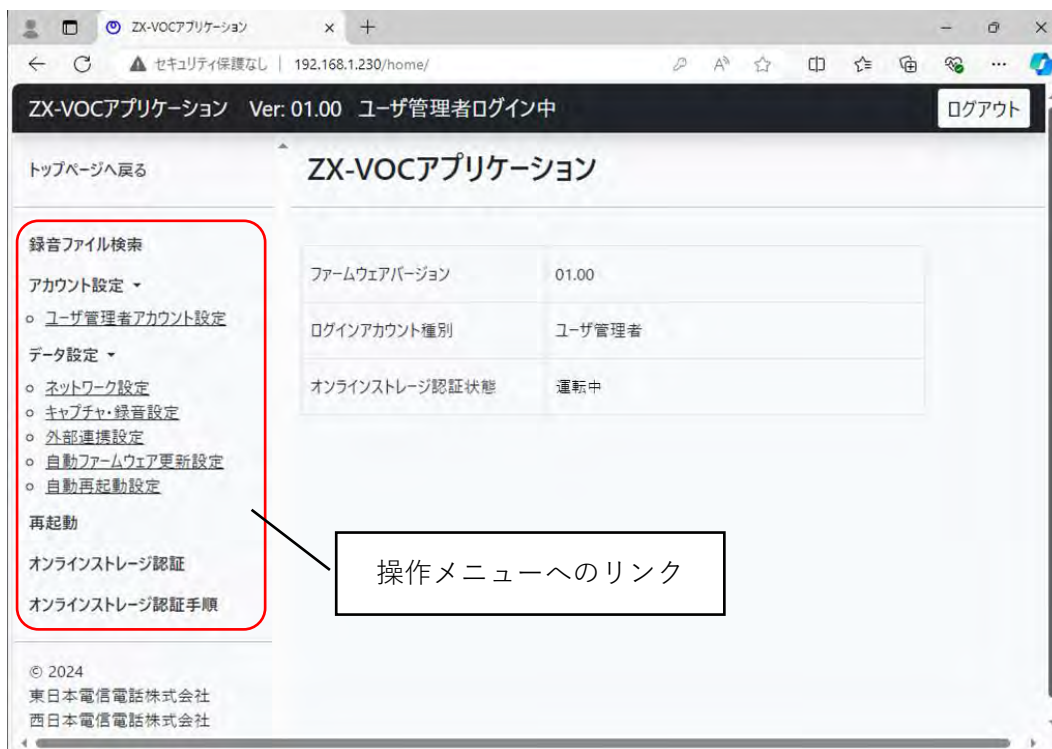 ZX-VOCアプリケーション
セキュリティ保護なし 192.168.1.230/home/
ZX-VOCアプリケーション Ver: 01.00 ユーザ管理者ログイン中 ログアウト
トップページへ戻る
ZX-VOCアプリケーション
録音ファイル検索
アカウント設定
ユーザ管理者アカウント設定
データ設定
ネットワーク設定
キャプチャ・録音設定
外部連携設定
自動ファームウェア更新設定
自動再起動設定
再起動
オンラインストレージ認証
オンラインストレージ認証手順
ファームウェアバージョン 01.00
ログインアカウント種別 ユーザ管理者
オンラインストレージ認証状態 運転中
操作メニューへのリンク
© 2024
東日本電信電話株式会社
西日本電信電話株式会社